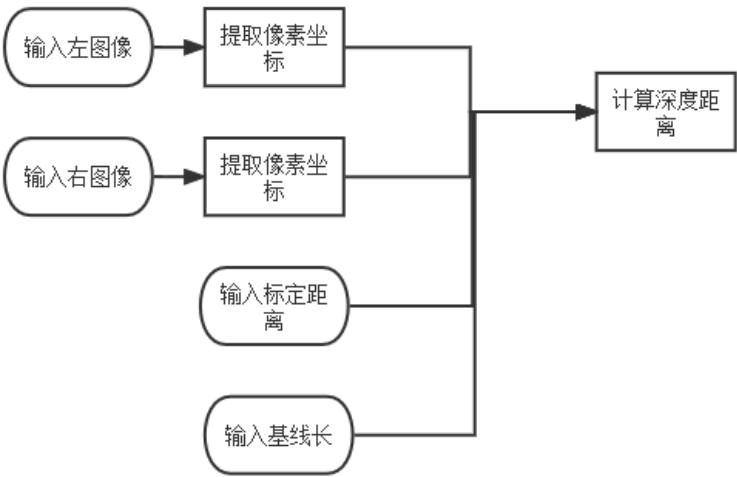 输入左图像
提取像素坐
标
计算深度距
离
输入右图像
提取像素坐
标
输入标定距
离
输入基线长